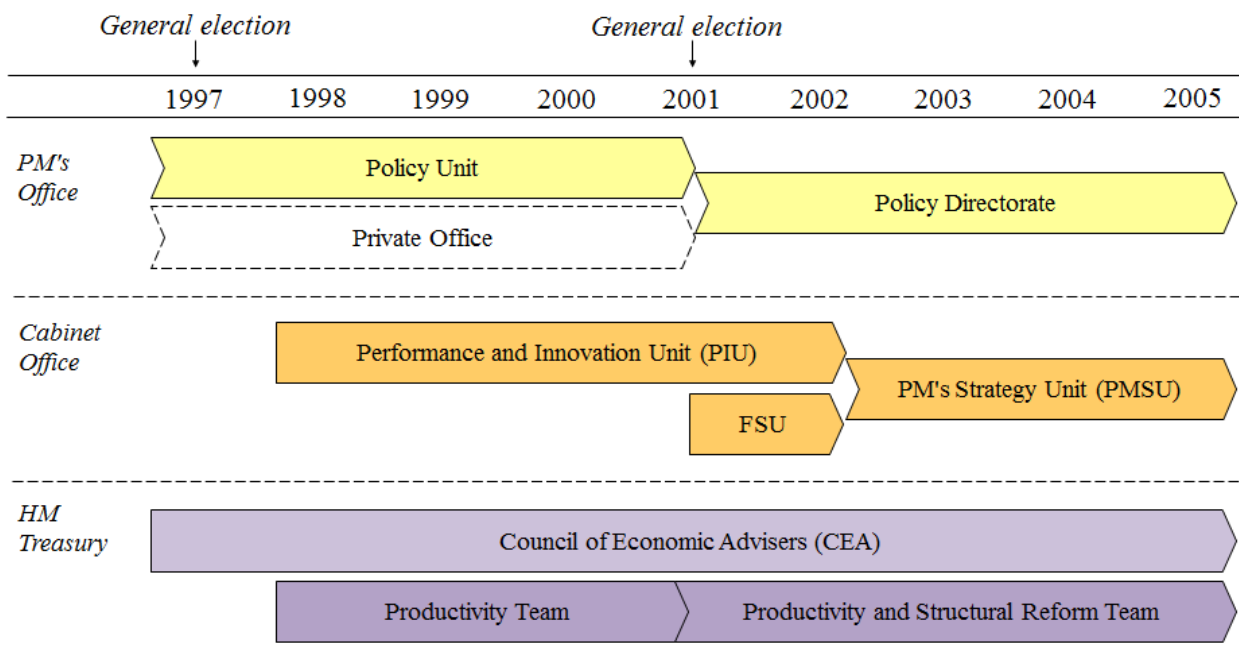 General election
General election
1997 1998 1999 2000 2001 2002 2003 2004 2005
PM's
Office
Policy Unit
Policy Directorate
Private Office
Cabinet
Office
Performance and Innovation Unit (PIU)
PM's Strategy Unit (PMSU)
FSU
HM
Treasury
Council of Economic Advisers (CEA)
Productivity Team
Productivity and Structural Reform Team